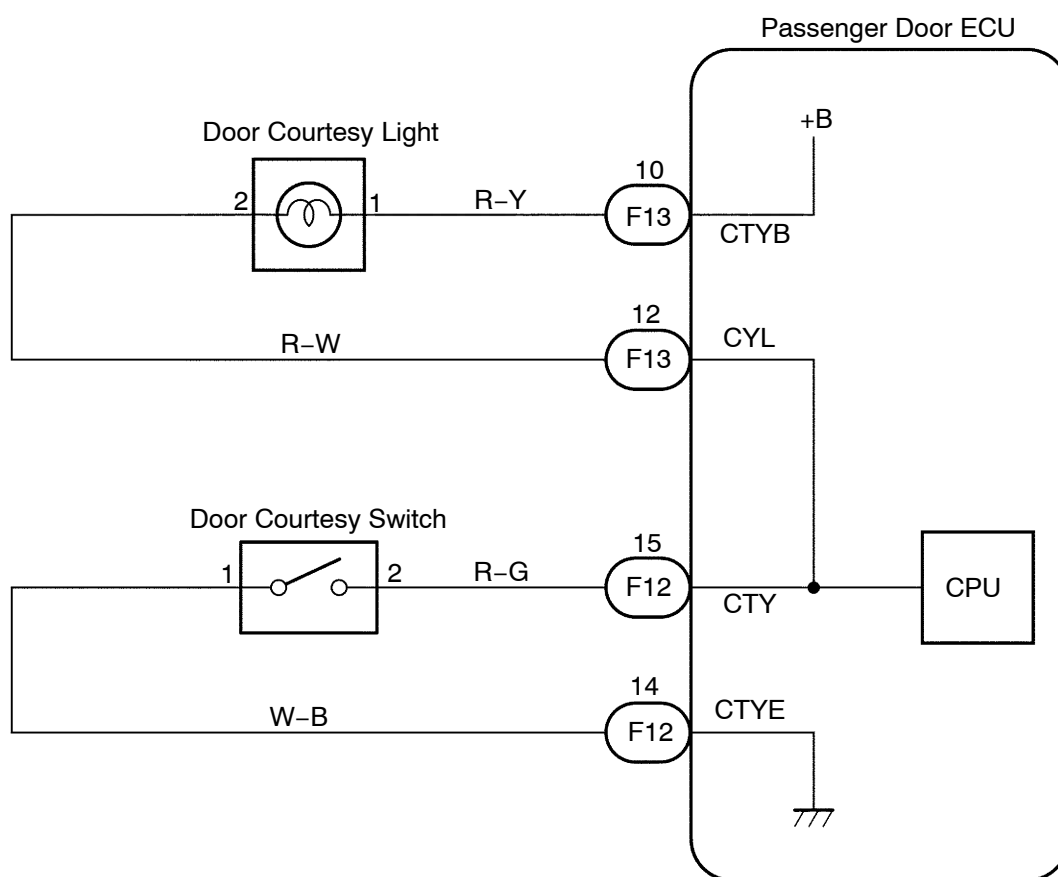 Passenger Door ECU
+B
Door Courtesy Light
10
2
1
R−Y
F13
CTYB
12
R−W
F13
CYL
Door Courtesy Switch
15
1
2
R−G
F12
CTY
CPU
14
W−B
F12
CTYE